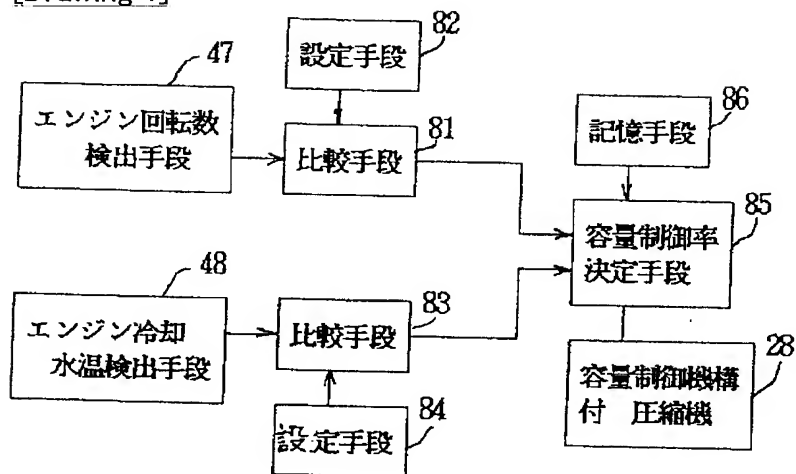 82
47
設定手段
86
エンジン回転数
検出手段
81
比較手段
記憶手段
85
容量制御率
決定手段
48
83
エンジン冷却
水温検出手段
比較手段
28
容量制御機構
付 圧縮機
84
設定手段